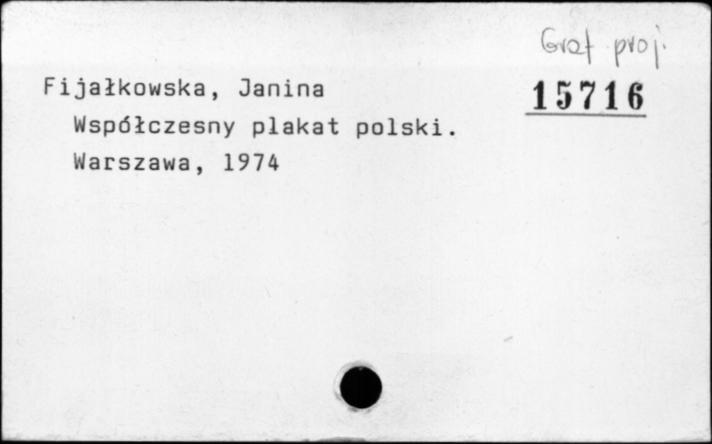 Graf proj.
Fijałkowska, Janina
15716
Współczesny plakat polski.
Warszawa, 1974